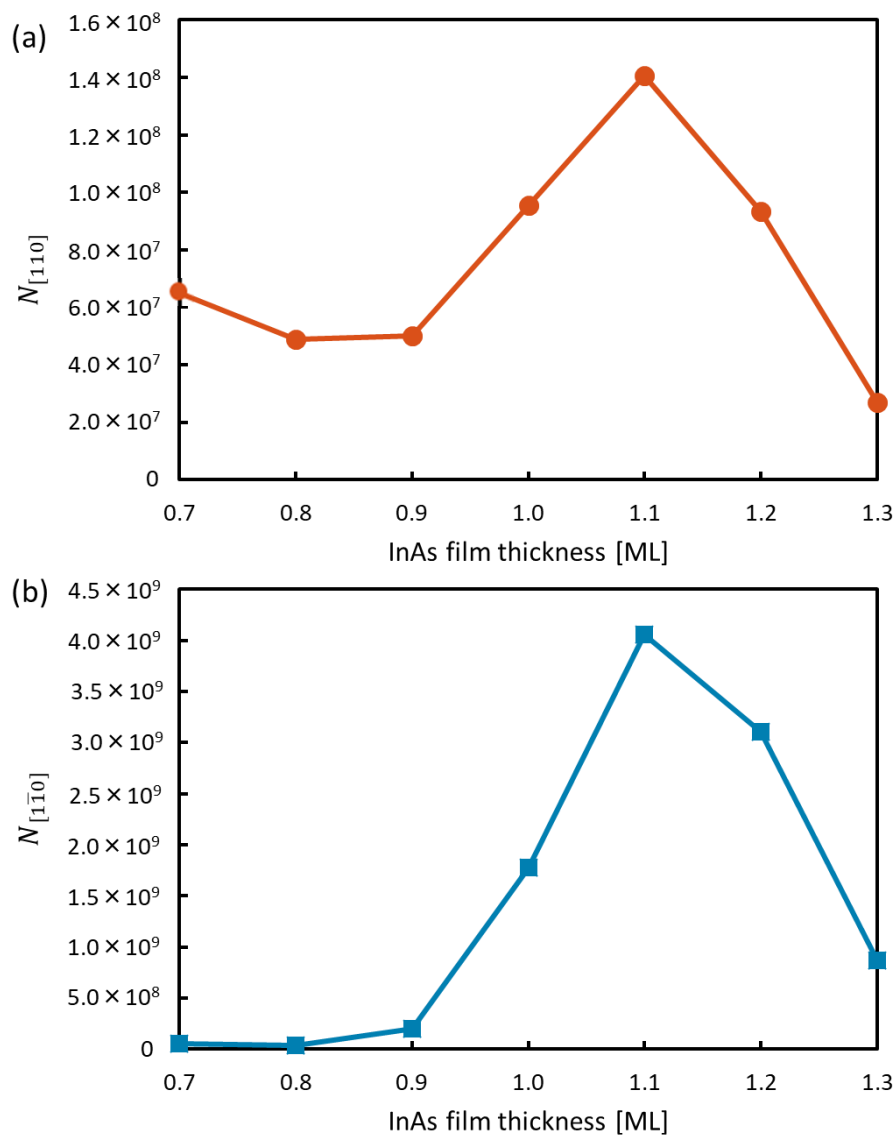 (a)
1.6 × 10⁸
1.4 × 10⁸
1.2 × 10⁸
1.0 × 10⁸
8.0 × 10⁷
6.0 × 10⁷
4.0 × 10⁷
2.0 × 10⁷
0
N[110]
0.7 0.8 0.9 1.0 1.1 1.2 1.3
InAs film thickness [ML]
(b)
4.5 × 10⁹
4.0 × 10⁹
3.5 × 10⁹
3.0 × 10⁹
2.5 × 10⁹
2.0 × 10⁹
1.5 × 10⁹
1.0 × 10⁹
5.0 × 10⁸
0
N[11̅0]
0.7 0.8 0.9 1.0 1.1 1.2 1.3
InAs film thickness [ML]